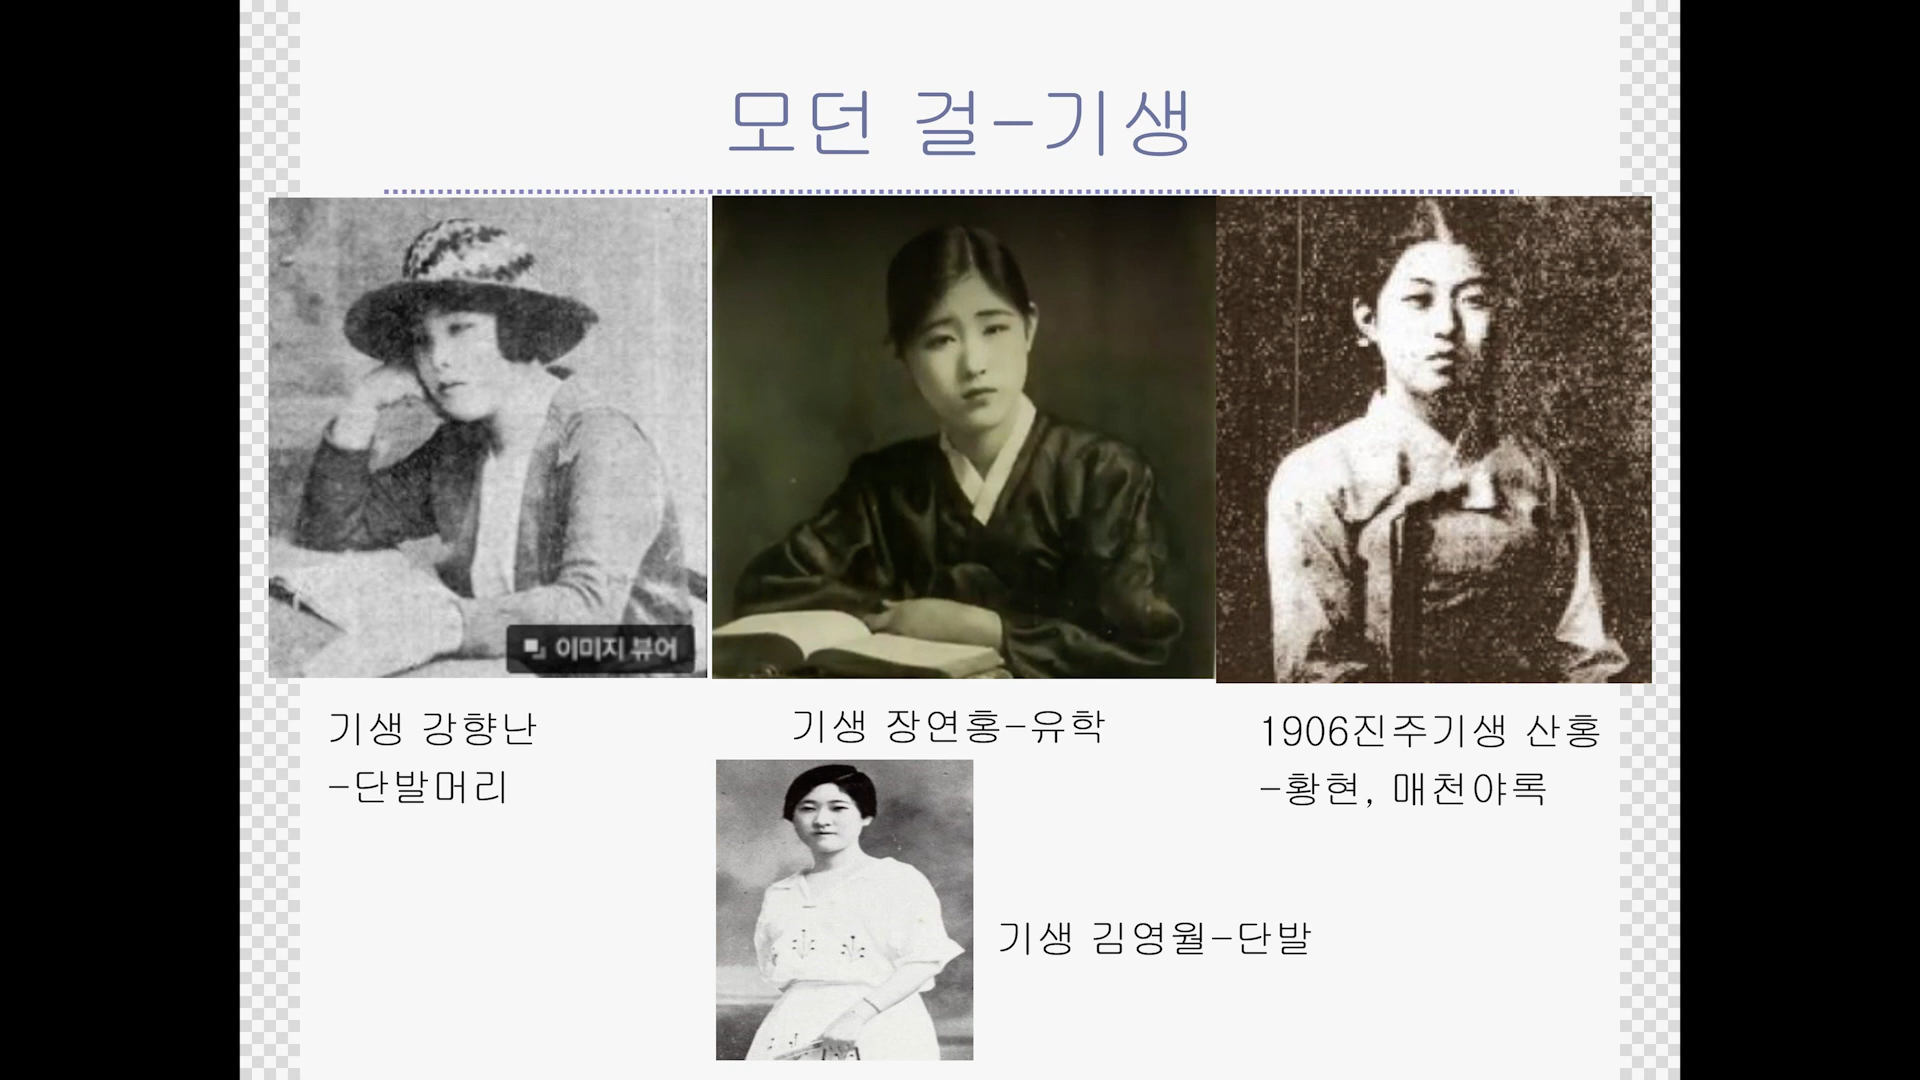 모던 걸-기생
이미지 뷰어
기생 강향난
-단발머리
기생 장연홍-유학
1906진주기생 산홍
-황현, 매천야록
기생 김영월-단발